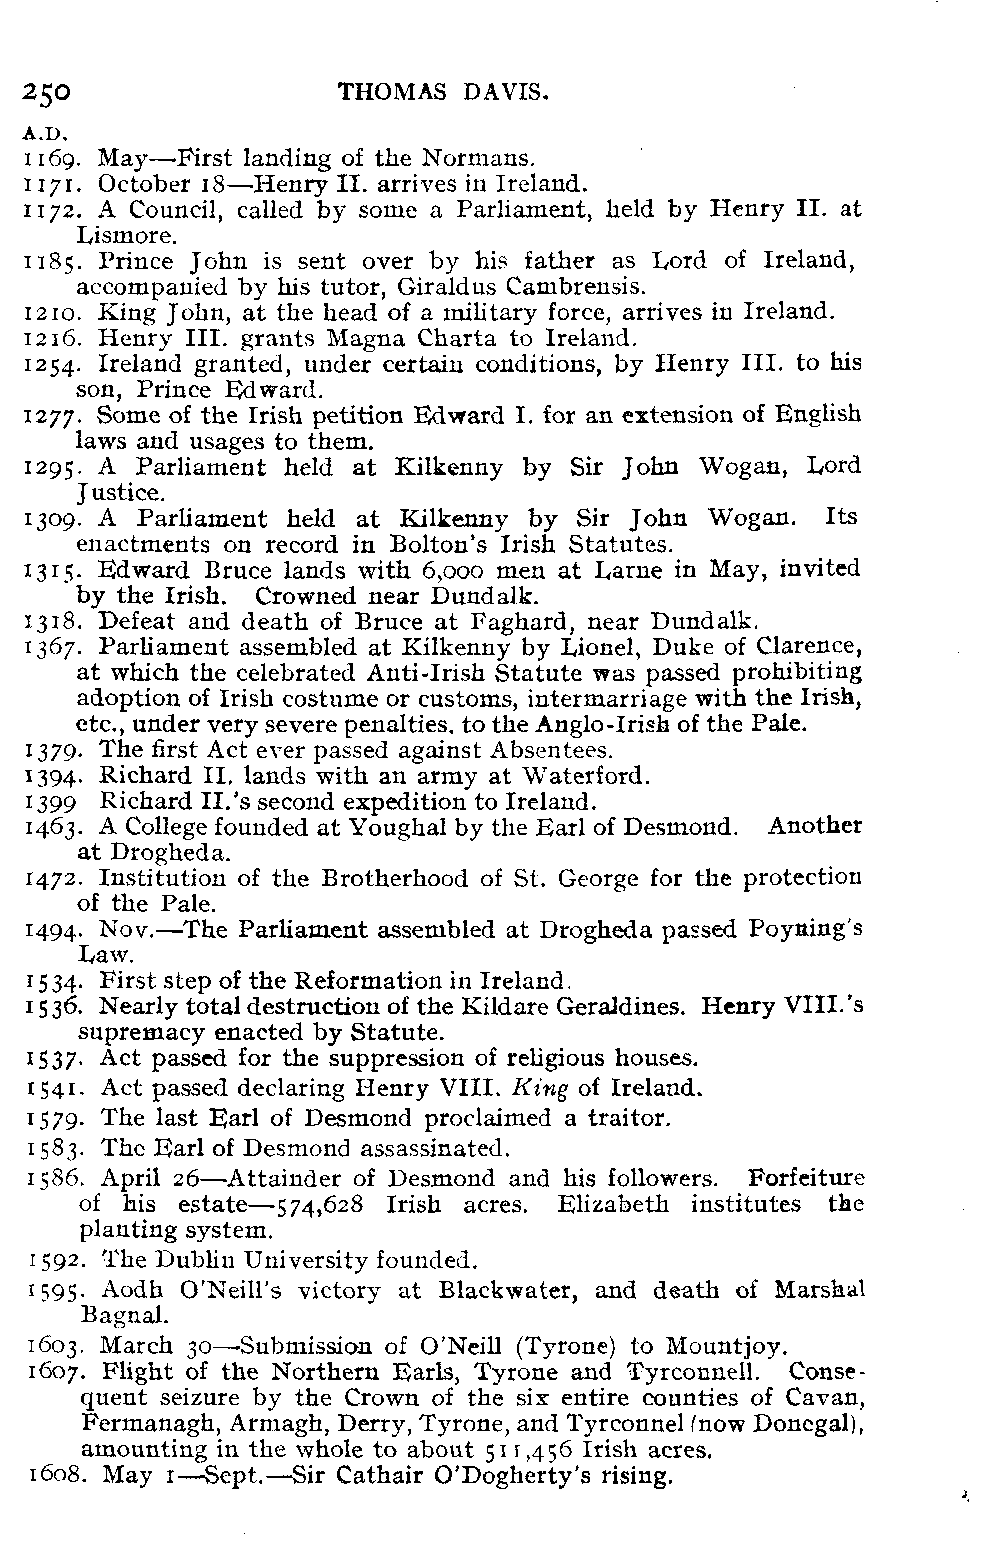 250 THOMAS DAVIS.
A.D.
1169. May—First landing of the Normans.
1171. October 18—Henry II. arrives in Ireland.
1172. A Council, called by some a Parliament, held by Henry II. at
Lismore.
1185. Prince John is sent over by his father as Lord of Ireland,
accompanied by his tutor, Giraldus Cambrensis.
1210. King John, at the head of a military force, arrives in Ireland.
1216. Henry III. grants Magna Charta to Ireland.
1254. Ireland granted, under certain conditions, by Henry III. to his
son, Prince Edward.
1277. Some of the Irish petition Edward I. for an extension of English
laws and usages to them.
1295. A Parliament held at Kilkenny by Sir John Wogan, Lord
Justice.
1309. A Parliament held at Kilkenny by Sir John Wogan. Its
enactments on record in Bolton's Irish Statutes.
1315. Edward Bruce lands with 6,000 men at Larne in May, invited
by the Irish. Crowned near Dundalk.
1318. Defeat and death of Bruce at Faghard, near Dundalk.
1367. Parliament assembled at Kilkenny by Lionel, Duke of Clarence,
at which the celebrated Anti-Irish Statute was passed prohibiting
adoption of Irish costume or customs, intermarriage with the Irish,
etc., under very severe penalties, to the Anglo-Irish of the Pale.
1379. The first Act ever passed against Absentees.
1394. Richard II. lands with an army at Waterford.
1399 Richard II.'s second expedition to Ireland.
1463. A College founded at Youghal by the Earl of Desmond. Another
at Drogheda.
1472. Institution of the Brotherhood of St. George for the protection
of the Pale.
1494. Nov.—The Parliament assembled at Drogheda passed Poyning's
Law.
1534. First step of the Reformation in Ireland.
1536. Nearly total destruction of the Kildare Geraldines. Henry VIII.'s
supremacy enacted by Statute.
1537. Act passed for the suppression of religious houses.
1541. Act passed declaring Henry VIII. King of Ireland.
1579. The last Earl of Desmond proclaimed a traitor.
1583. The Earl of Desmond assassinated.
1586. April 26—Attainder of Desmond and his followers. Forfeiture
of his estate—574,628 Irish acres. Elizabeth institutes the
planting system.
1592. The Dublin University founded.
1595. Aodh O'Neill's victory at Blackwater, and death of Marshal
Bagnal.
1603. March 30—Submission of O'Neill (Tyrone) to Mountjoy.
1607. Flight of the Northern Earls, Tyrone and Tyrconnell. Conse-
quent seizure by the Crown of the six entire counties of Cavan,
Fermanagh, Armagh, Derry, Tyrone, and Tyrconnel (now Donegal),
amounting in the whole to about 511,456 Irish acres.
1608. May 1—Sept.—Sir Cathair O'Dogherty's rising.